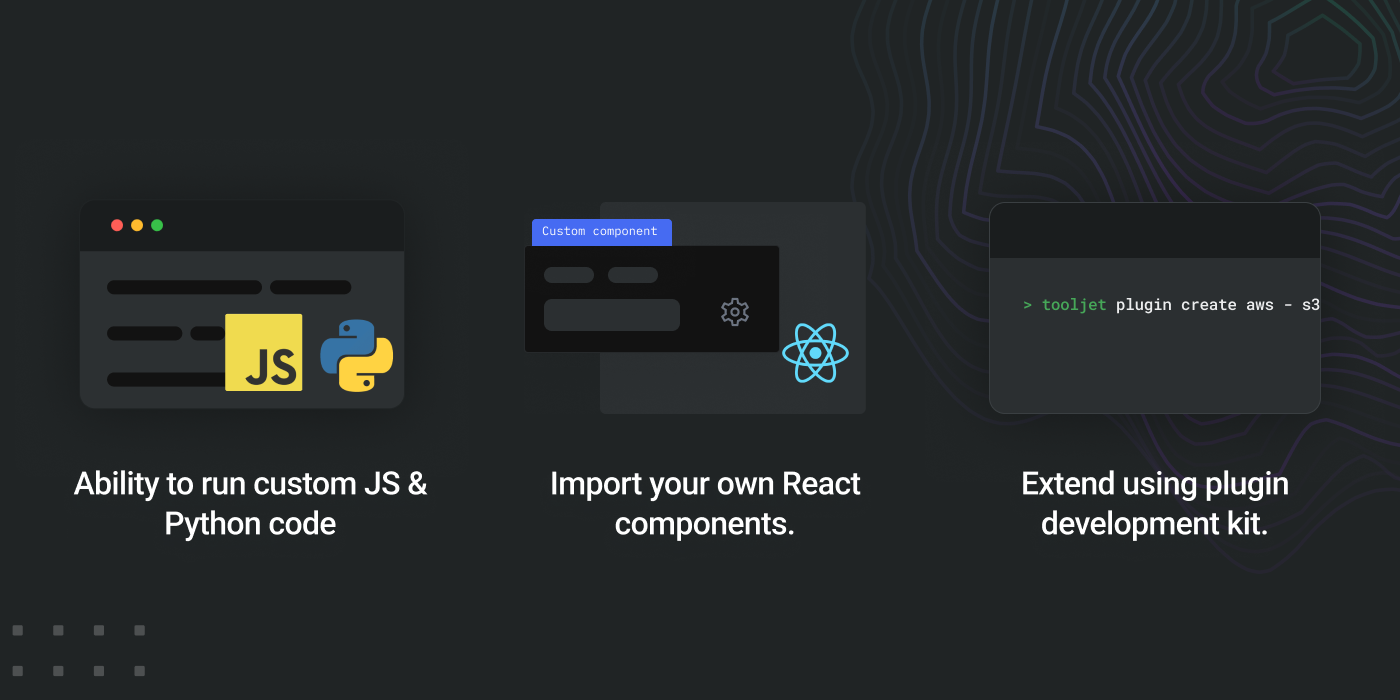 Custom component
> tooljet plugin create aws - s3
JS
Ability to run custom JS &
Python code
Import your own React
components.
Extend using plugin
development kit.